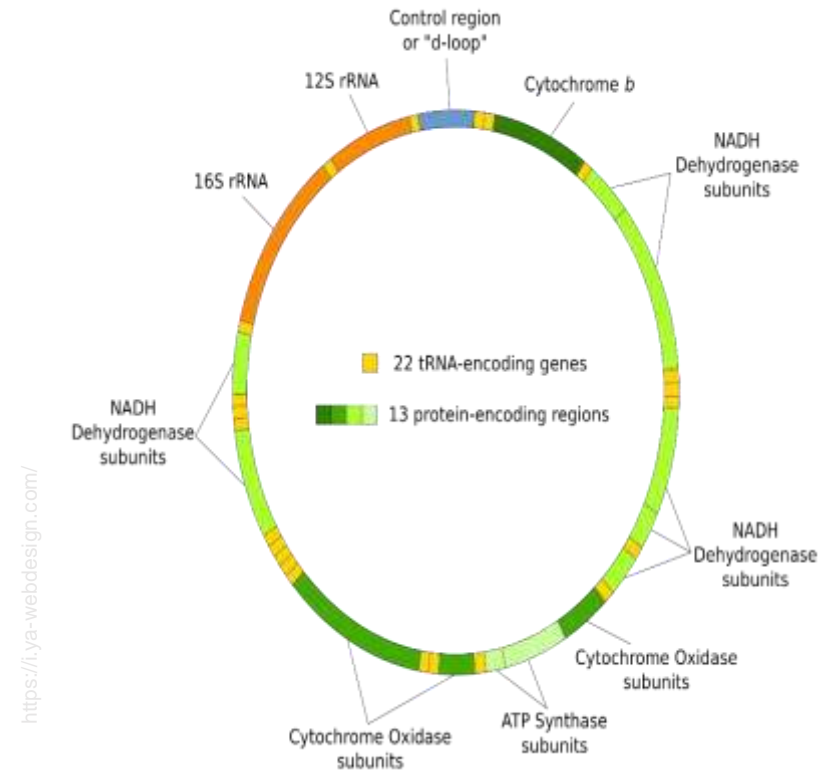 Control region
or "d-loop"
12S rRNA
Cytochrome b
NADH
Dehydrogenase
subunits
16S rRNA
22 tRNA-encoding genes
13 protein-encoding regions
NADH
Dehydrogenase
subunits
NADH
Dehydrogenase
subunits
Cytochrome Oxidase
subunits
ATP Synthase
subunits
Cytochrome Oxidase
subunits
https://i.ya-webdesign.com/